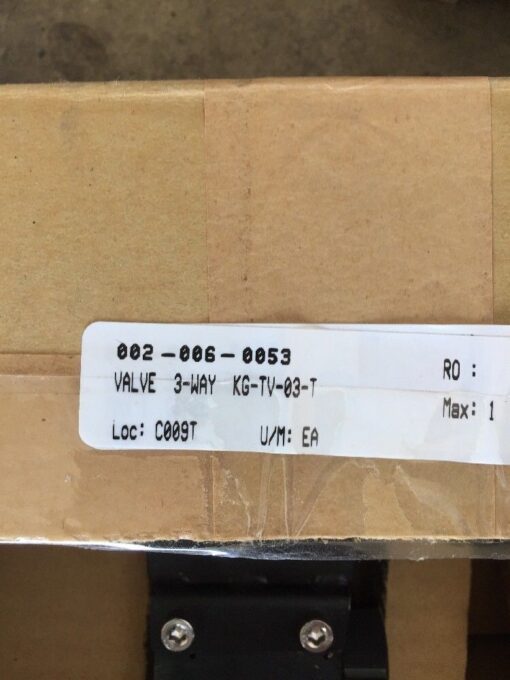 002-006-0053
RO :
VALVE 3-WAY KG-TV-03-T
Max: 1
Loc: C009T U/M: EA